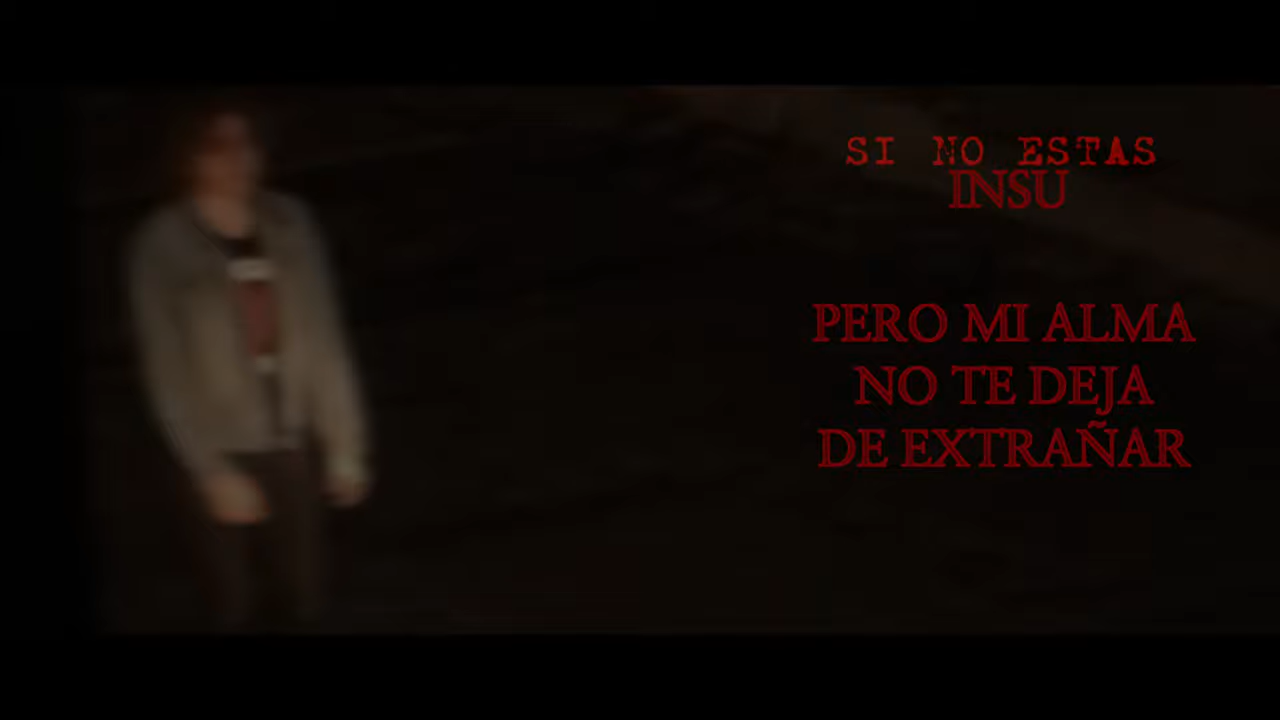 SI NO ESTAS
INSU
PERO MI ALMA
NO TE DEJA
DE EXTRAÑAR